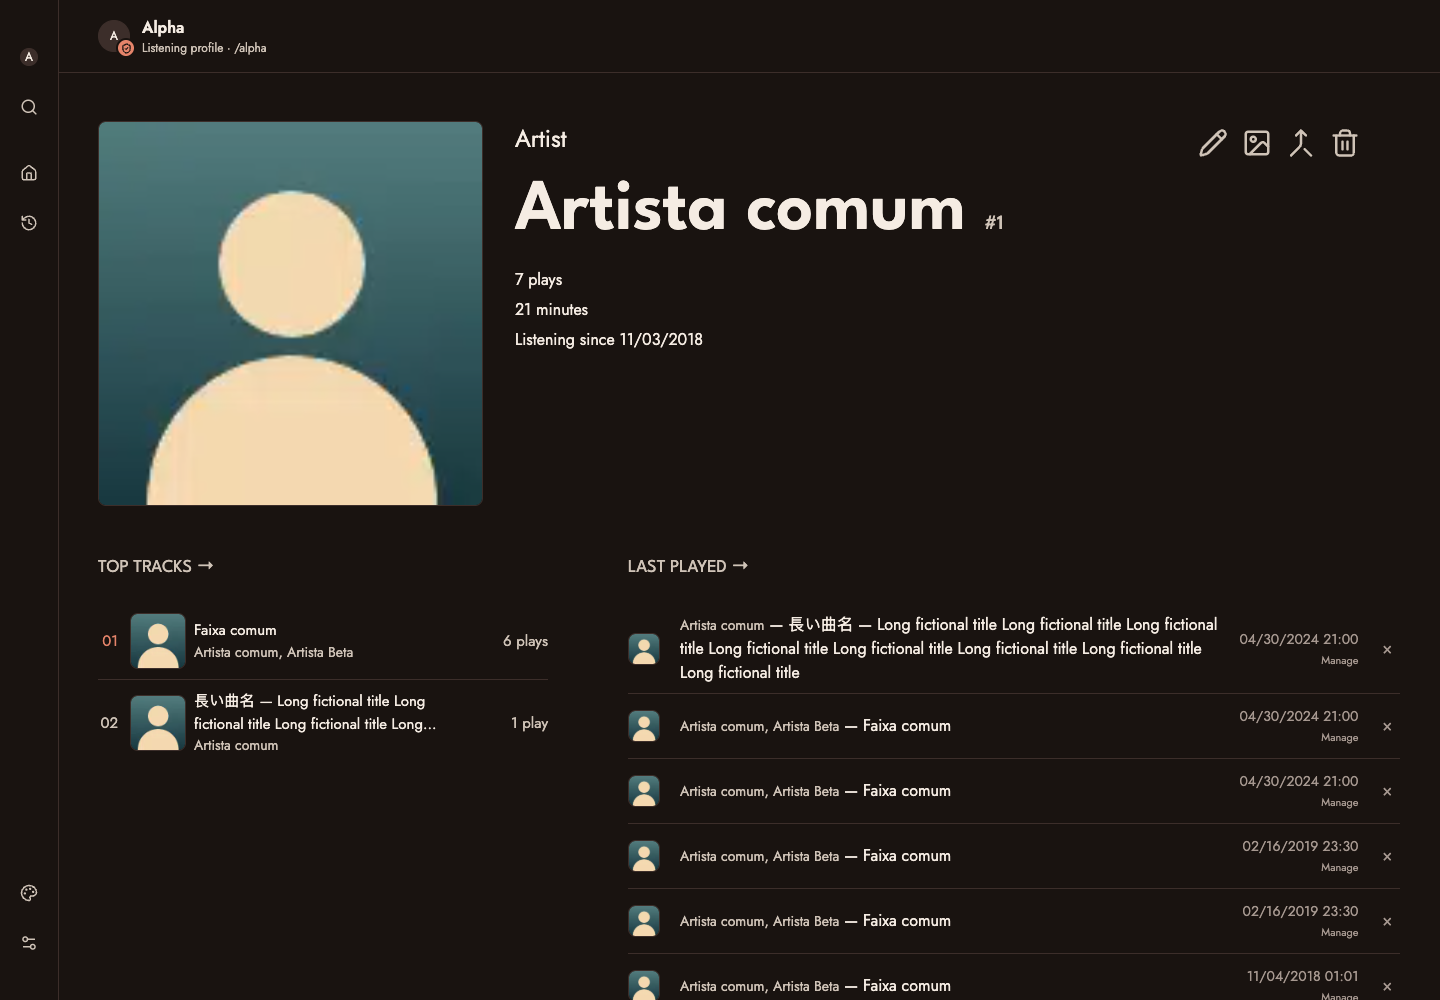 A
A
Alpha
Listening profile · /alpha
Artist
Artista comum #1
7 plays
21 minutes
Listening since 11/03/2018
TOP TRACKS →
01
Faixa comum
Artista comum, Artista Beta
6 plays
02
長い曲名 — Long fictional title Long
fictional title Long fictional title Long...
Artista comum
1 play
LAST PLAYED →
Artista comum — 長い曲名 — Long fictional title Long fictional title Long fictional
title Long fictional title Long fictional title Long fictional title Long fictional title
Long fictional title
04/30/2024 21:00
Manage
×
Artista comum, Artista Beta — Faixa comum
04/30/2024 21:00
Manage
×
Artista comum, Artista Beta — Faixa comum
04/30/2024 21:00
Manage
×
Artista comum, Artista Beta — Faixa comum
02/16/2019 23:30
Manage
×
Artista comum, Artista Beta — Faixa comum
02/16/2019 23:30
Manage
×
Artista comum, Artista Beta — Faixa comum
11/04/2018 01:01
Manage
×